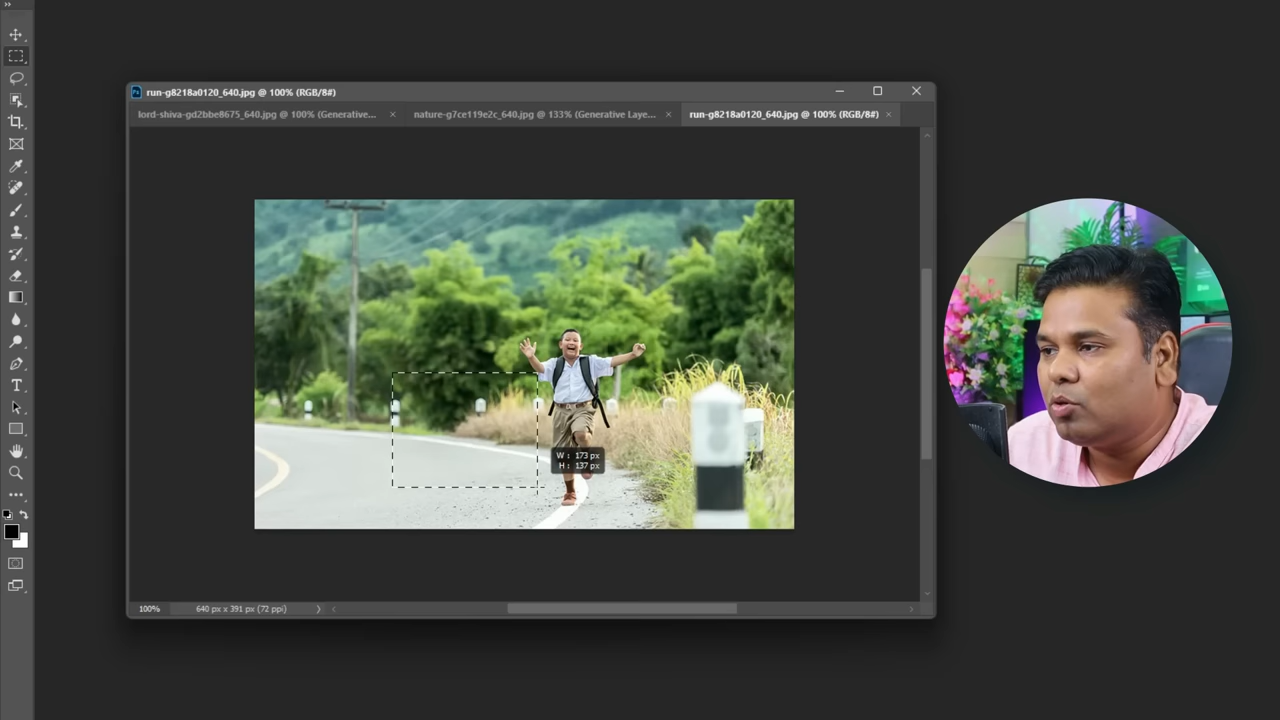 run-g8218a0120_640.jpg @ 100% (RGB/8#)
lord-shiva-gd2bbe8675_640.jpg @ 100% (Generative...
nature-g7ce119e2c_640.jpg @ 133% (Generative Laye...
run-g8218a0120_640.jpg @ 100% (RGB/8#)
W : 173 px
H : 137 px
100%
640 px x 391 px (72 ppi)